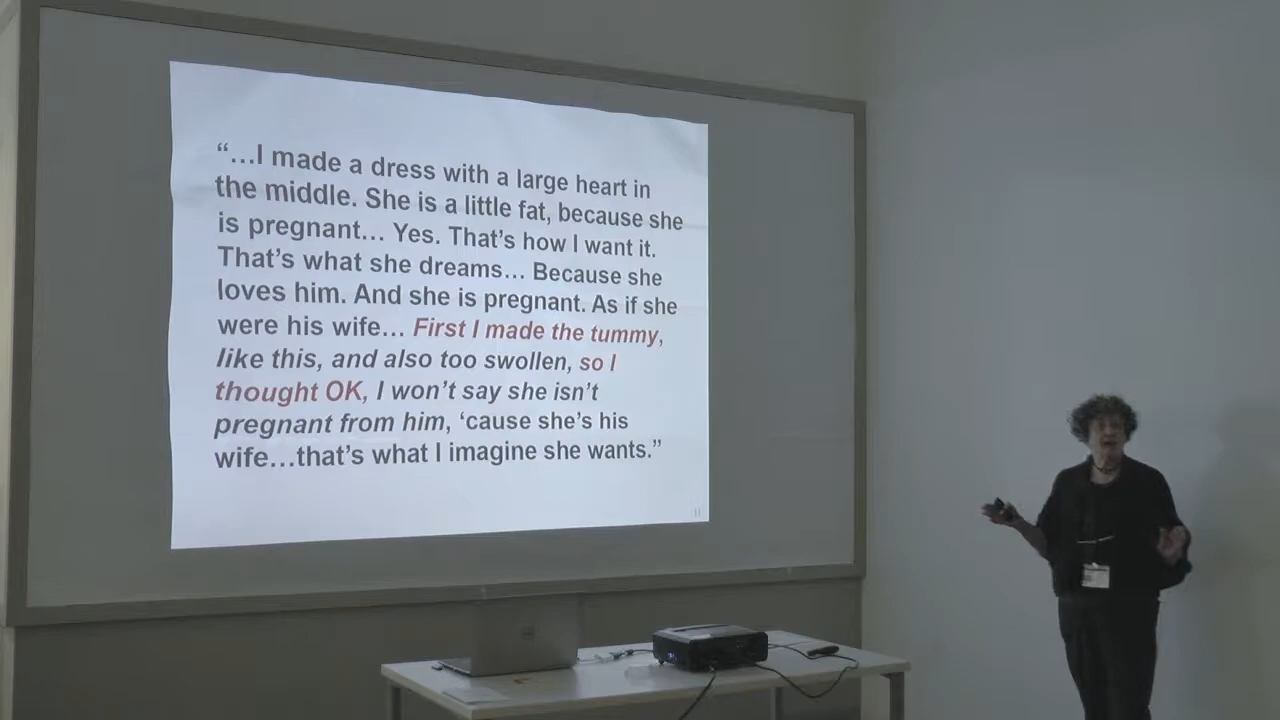 “…I made a dress with a large heart in
the middle. She is a little fat, because she
is pregnant… Yes. That’s how I want it.
That’s what she dreams… Because she
loves him. And she is pregnant. As if she
were his wife… First I made the tummy,
like this, and also too swollen, so I
thought OK, I won’t say she isn’t
pregnant from him, ‘cause she’s his
wife…that’s what I imagine she wants.”